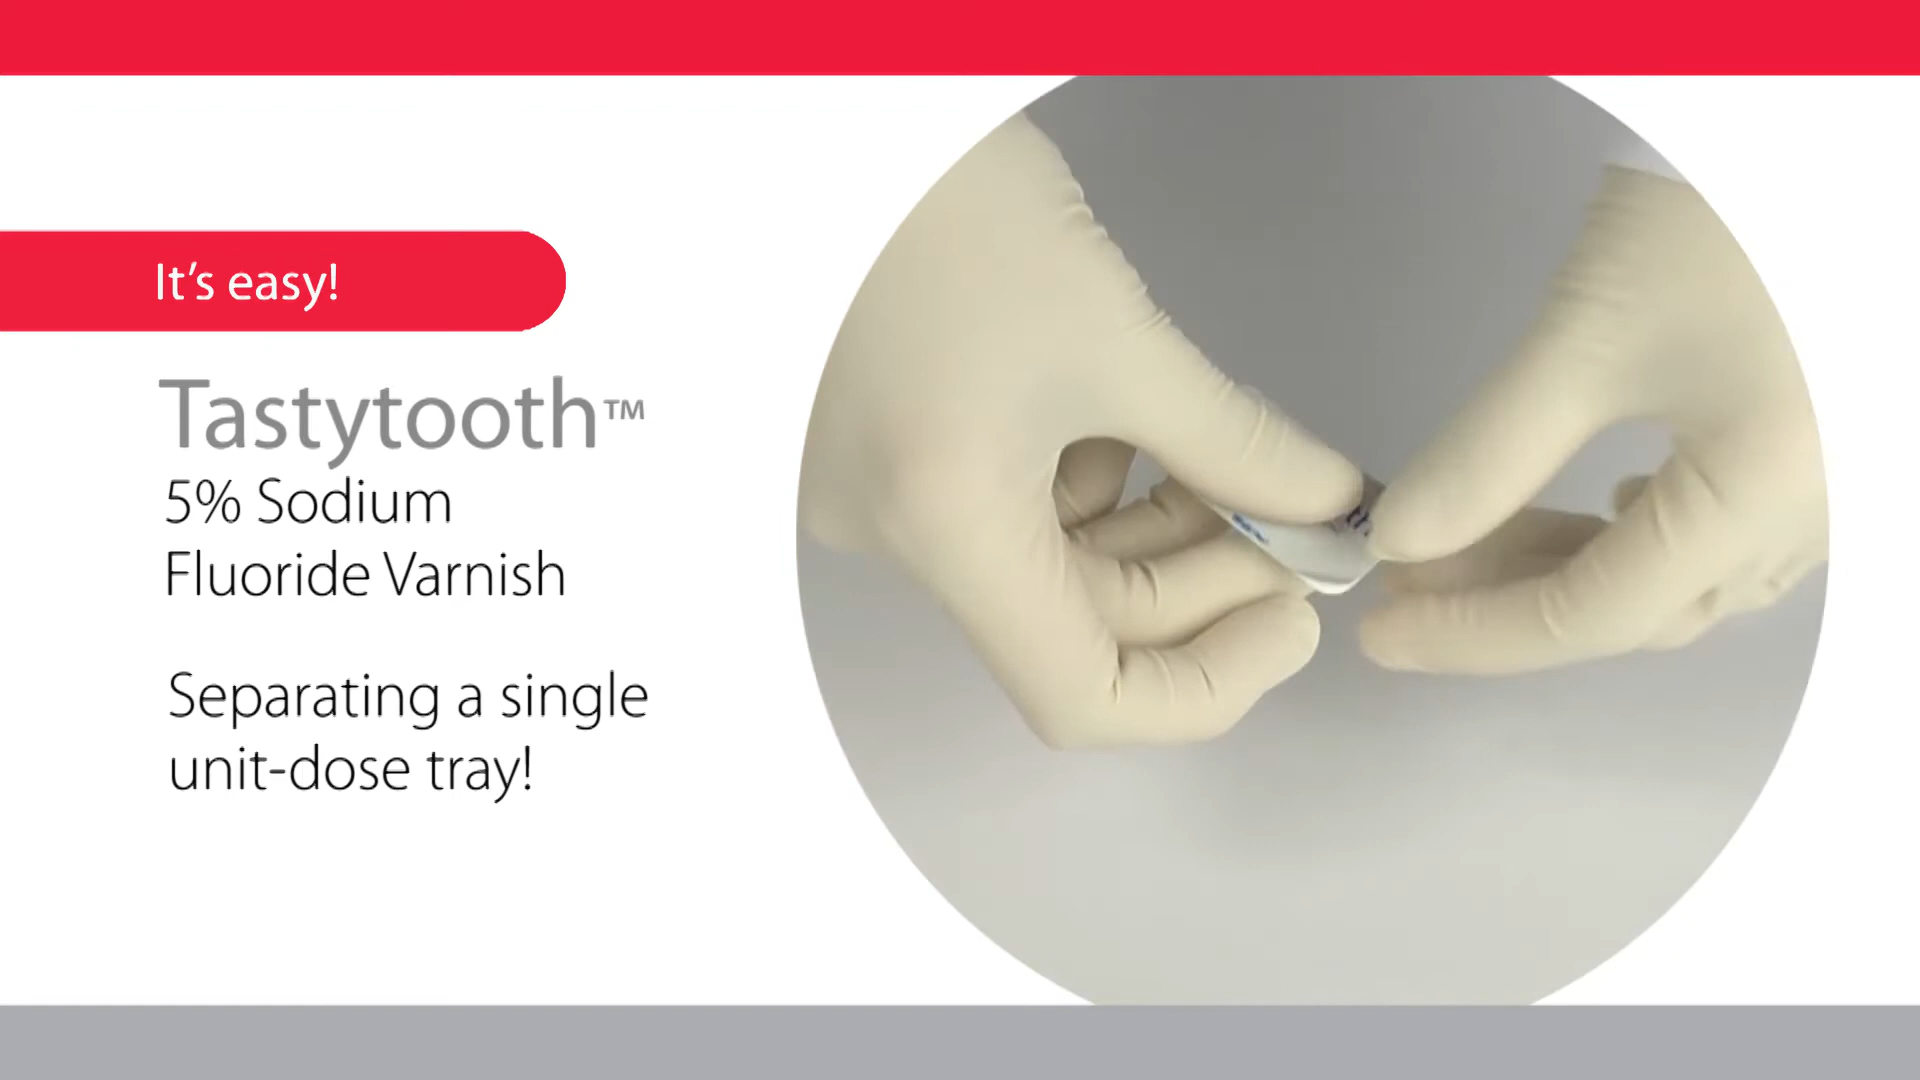 It’s easy!
Tastytooth™
5% Sodium
Fluoride Varnish
Separating a single
unit-dose tray!